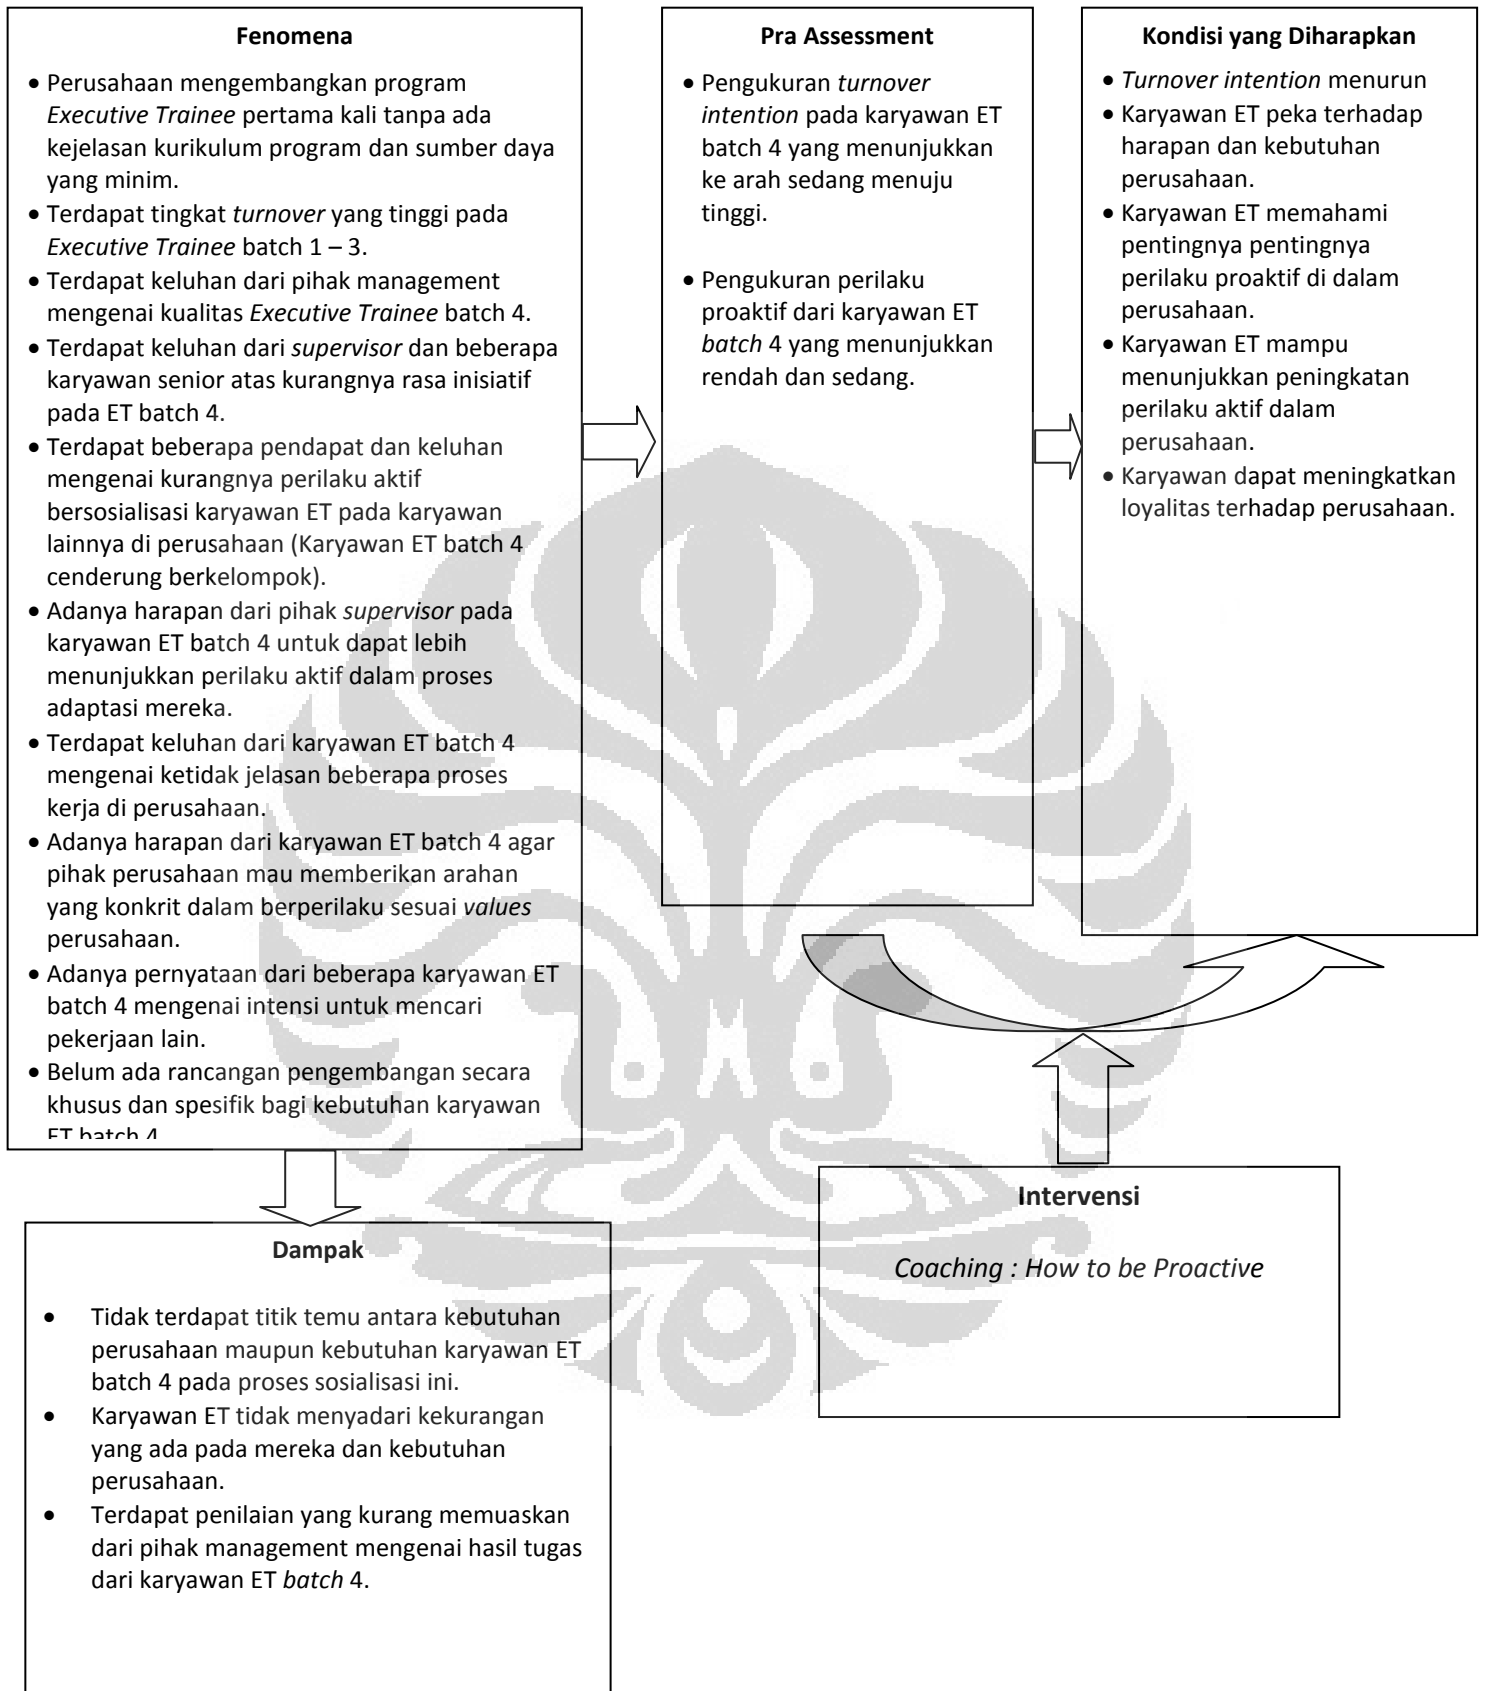 Fenomena
• Perusahaan mengembangkan program
Executive Trainee pertama kali tanpa ada
kejelasan kurikulum program dan sumber daya
yang minim.
• Terdapat tingkat turnover yang tinggi pada
Executive Trainee batch 1 – 3.
• Terdapat keluhan dari pihak management
mengenai kualitas Executive Trainee batch 4.
• Terdapat keluhan dari supervisor dan beberapa
karyawan senior atas kurangnya rasa inisiatif
pada ET batch 4.
• Terdapat beberapa pendapat dan keluhan
mengenai kurangnya perilaku aktif
bersosialisasi karyawan ET pada karyawan
lainnya di perusahaan (Karyawan ET batch 4
cenderung berkelompok).
• Adanya harapan dari pihak supervisor pada
karyawan ET batch 4 untuk dapat lebih
menunjukkan perilaku aktif dalam proses
adaptasi mereka.
• Terdapat keluhan dari karyawan ET batch 4
mengenai ketidak jelasan beberapa proses
kerja di perusahaan.
• Adanya harapan dari karyawan ET batch 4 agar
pihak perusahaan mau memberikan arahan
yang konkrit dalam berperilaku sesuai values
perusahaan.
• Adanya pernyataan dari beberapa karyawan ET
batch 4 mengenai intensi untuk mencari
pekerjaan lain.
• Belum ada rancangan pengembangan secara
khusus dan spesifik bagi kebutuhan karyawan
ET batch 4
Pra Assessment
• Pengukuran turnover
intention pada karyawan ET
batch 4 yang menunjukkan
ke arah sedang menuju
tinggi.
• Pengukuran perilaku
proaktif dari karyawan ET
batch 4 yang menunjukkan
rendah dan sedang.
Kondisi yang Diharapkan
• Turnover intention menurun
• Karyawan ET peka terhadap
harapan dan kebutuhan
perusahaan.
• Karyawan ET memahami
pentingnya pentingnya
perilaku proaktif di dalam
perusahaan.
• Karyawan ET mampu
menunjukkan peningkatan
perilaku aktif dalam
perusahaan.
• Karyawan dapat meningkatkan
loyalitas terhadap perusahaan.
Intervensi
Coaching : How to be Proactive
Dampak
• Tidak terdapat titik temu antara kebutuhan
perusahaan maupun kebutuhan karyawan ET
batch 4 pada proses sosialisasi ini.
• Karyawan ET tidak menyadari kekurangan
yang ada pada mereka dan kebutuhan
perusahaan.
• Terdapat penilaian yang kurang memuaskan
dari pihak management mengenai hasil tugas
dari karyawan ET batch 4.